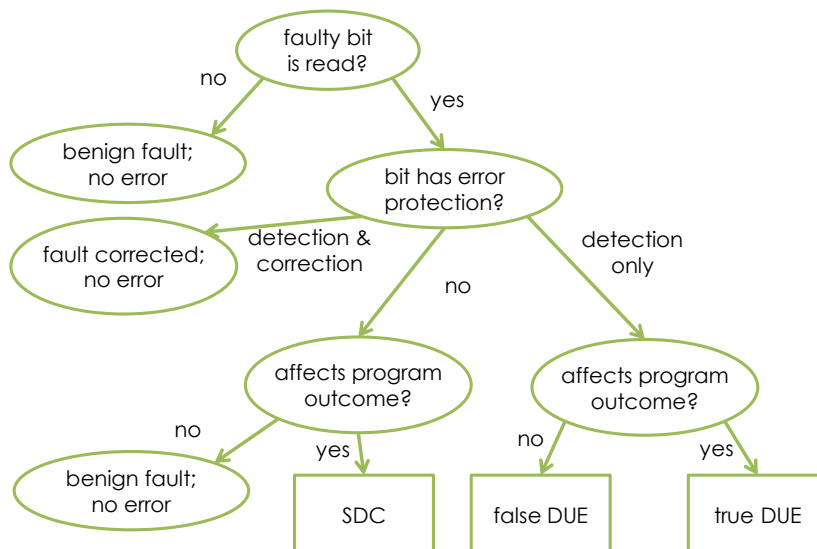 faulty bit
is read?
no
yes
benign fault;
no error
bit has error
protection?
detection &
correction
detection
only
fault corrected;
no error
no
affects program
outcome?
affects program
outcome?
no
yes
no
yes
benign fault;
no error
SDC
false DUE
true DUE